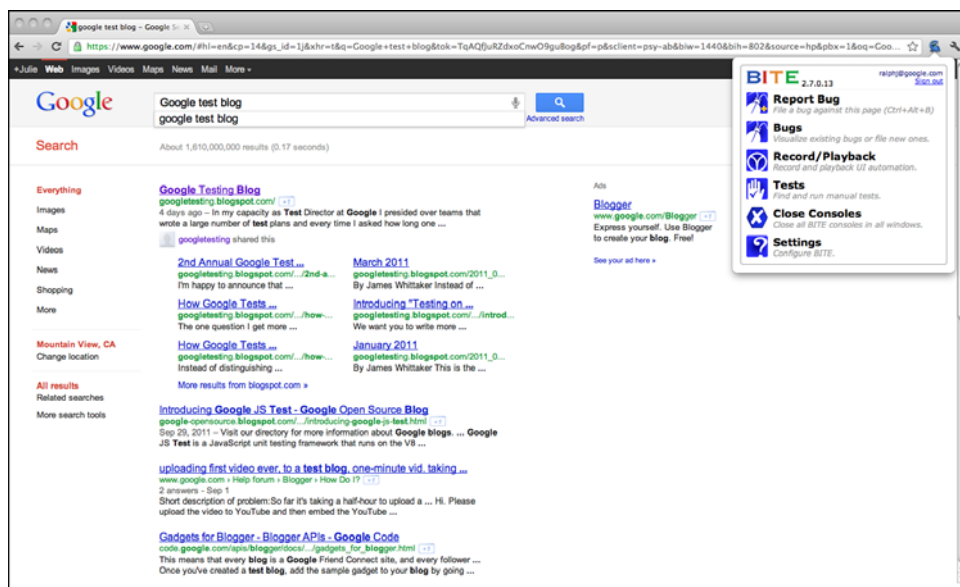 google test blog - Google Se
https://www.google.com/#hl=en&cp=14&gs_id=1j&xhr=t&q=Google+test+blog&tok=TqAQfJuRZdxoCnwO9guBog&pf=p&sclient=psy-ab&biw=1440&bih=802&source=hp&pbx=1&oq=Goo...
+Julie Web Images Videos Maps News Mail More
Google
Google test blog
google test blog
Advanced search
Search
About 1,610,000,000 results (0.17 seconds)
Everything
Images
Maps
Videos
News
Shopping
More
Mountain View, CA
Change location
All results
Related searches
More search tools
Google Testing Blog
googletesting.blogspot.com/ +1
4 days ago – In my capacity as Test Director at Google I presided over teams that
wrote a large number of test plans and every time I asked how long one ...
googletesting shared this
2nd Annual Google Test ...
googletesting.blogspot.com/.../2nd-a...
I'm happy to announce that ...
March 2011
googletesting.blogspot.com/2011_0...
By James Whittaker Instead of ...
How Google Tests ...
googletesting.blogspot.com/.../how-...
The one question I get more ...
Introducing "Testing on ...
googletesting.blogspot.com/.../introd...
We want you to write more ...
How Google Tests ...
googletesting.blogspot.com/.../how-...
Instead of distinguishing ...
January 2011
googletesting.blogspot.com/2011_0...
By James Whittaker This is the ...
More results from blogspot.com »
Introducing Google JS Test - Google Open Source Blog
google-opensource.blogspot.com/.../introducing-google-js-test.html +1
Sep 29, 2011 – Visit our directory for more information about Google blogs. ... Google
JS Test is a JavaScript unit testing framework that runs on the V8 ...
uploading first video ever, to a test blog, one-minute vid. taking ...
www.google.com › Help forum › Blogger › How Do I? +1
2 answers - Sep 1
Short description of problem:So far it's taking a half-hour to upload a ... Hi. Please
upload the video to YouTube and then embed the YouTube ...
Gadgets for Blogger - Blogger APIs - Google Code
code.google.com/apis/blogger/docs/.../gadgets_for_blogger.html +1
This means that every blog is a Google Friend Connect site, and every follower ...
Once you've created a test blog, add the sample gadget to your blog by going ...
Ads
Blogger
www.google.com/Blogger +1
Express yourself. Use Blogger
to create your blog. Free!
See your ad here »
BITE 2.7.0.13
ralphj@google.com
Sign out
Report Bug
File a bug against this page (Ctrl+Alt+B)
Bugs
Visualize existing bugs or file new ones.
Record/Playback
Record and playback UI automation.
Tests
Find and run manual tests.
Close Consoles
Close all BITE consoles in all windows.
Settings
Configure BITE.